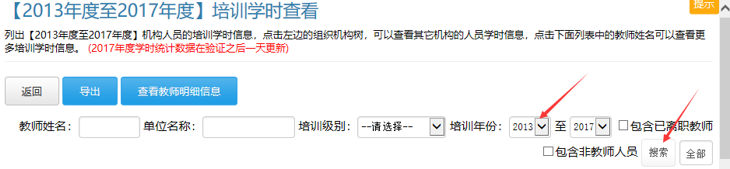 提示
【2013年度至2017年度】培训学时查看
列出【2013年度至2017年度】机构人员的培训学时信息，点击左边的组织机构树，可以查看其它机构的人员学时信息，点击下面列表中的教师姓名可以查看更
多培训学时信息。 (2017年度学时统计数据在验证之后一天更新)
返回 导出 查看教师明细信息
教师姓名： 单位名称： 培训级别： --请选择-- 培训年份： 2013 至 2017 包含已离职教师
包含非教师人员 搜索 全部